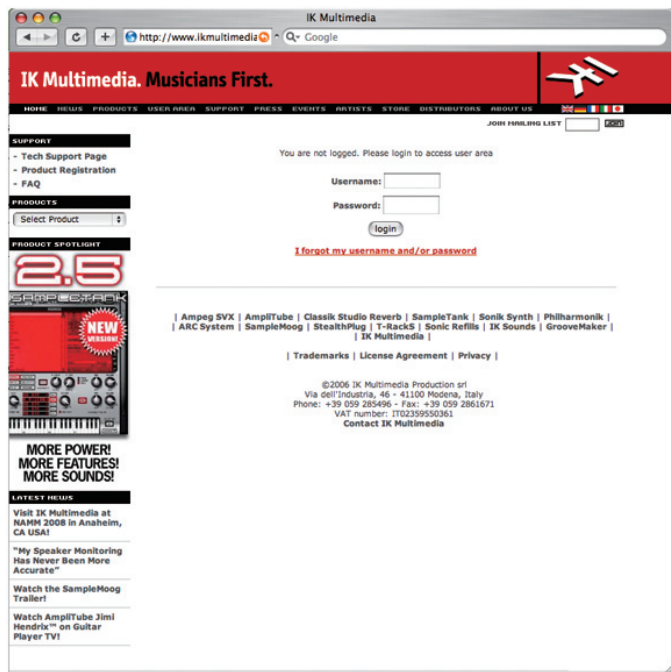 IK Multimedia
http://www.ikmultimedia
Google
IK Multimedia. Musicians First.
HOME NEWS PRODUCTS USER AREA SUPPORT PRESS EVENTS ARTISTS STORE DISTRIBUTORS ABOUT US
JOIN MAILING LIST JOIN
SUPPORT
- Tech Support Page
- Product Registration
- FAQ
PRODUCTS
Select Product
PRODUCT SPOTLIGHT
2.5
SAMPLETANK
NEW
VERSION!
MORE POWER!
MORE FEATURES!
MORE SOUNDS!
LATEST NEWS
Visit IK Multimedia at
NAMM 2008 in Anaheim,
CA USA!
"My Speaker Monitoring
Has Never Been More
Accurate"
Watch the SampleMoog
Trailer!
Watch AmpliTube Jimi
Hendrix™ on Guitar
Player TV!
You are not logged. Please login to access user area
Username:
Password:
login
I forgot my username and/or password
| Ampeg SVX | AmpliTube | Classik Studio Reverb | SampleTank | Sonik Synth | Philharmonik |
| ARC System | SampleMoog | StealthPlug | T-RackS | Sonic Refills | IK Sounds | GrooveMaker |
| IK Multimedia |
| Trademarks | License Agreement | Privacy |
©2006 IK Multimedia Production srl
Via dell'Industria, 46 - 41100 Modena, Italy
Phone: +39 059 285496 - Fax: +39 059 2861671
VAT number: IT02359550361
Contact IK Multimedia